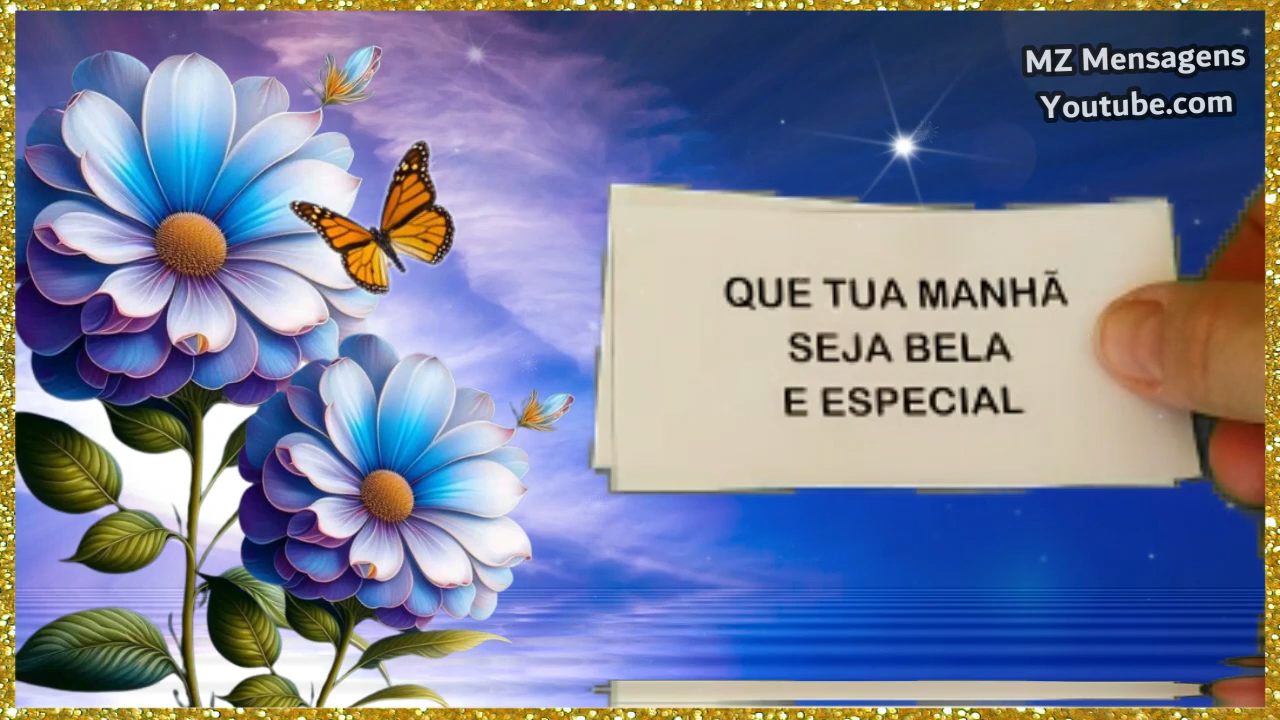 MZ Mensagens
Youtube.com
QUE TUA MANHÃ
SEJA BELA
E ESPECIAL